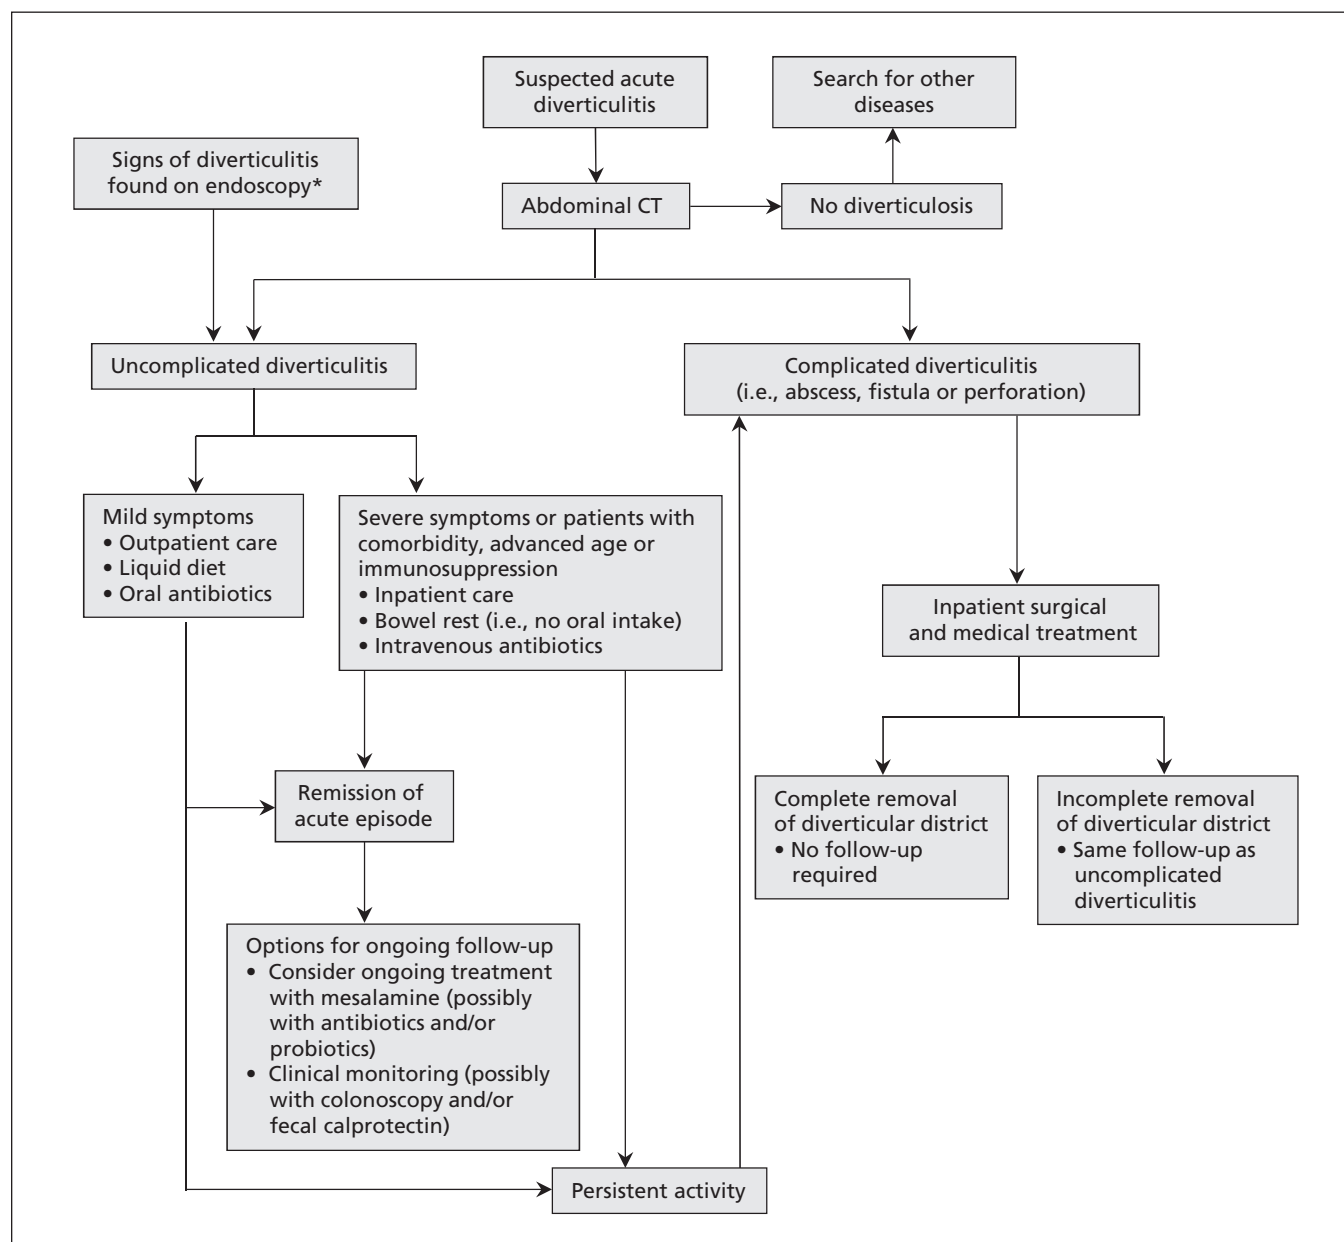 Suspected acute
diverticulitis
Search for other
diseases
Signs of diverticulitis
found on endoscopy*
Abdominal CT
No diverticulosis
Uncomplicated diverticulitis
Complicated diverticulitis
(i.e., abscess, fistula or perforation)
Mild symptoms
• Outpatient care
• Liquid diet
• Oral antibiotics
Severe symptoms or patients with
comorbidity, advanced age or
immunosuppression
• Inpatient care
• Bowel rest (i.e., no oral intake)
• Intravenous antibiotics
Inpatient surgical
and medical treatment
Remission of
acute episode
Complete removal
of diverticular district
• No follow-up
required
Incomplete removal
of diverticular district
• Same follow-up as
uncomplicated
diverticulitis
Options for ongoing follow-up
• Consider ongoing treatment
with mesalamine (possibly
with antibiotics and/or
probiotics)
• Clinical monitoring (possibly
with colonoscopy and/or
fecal calprotectin)
Persistent activity